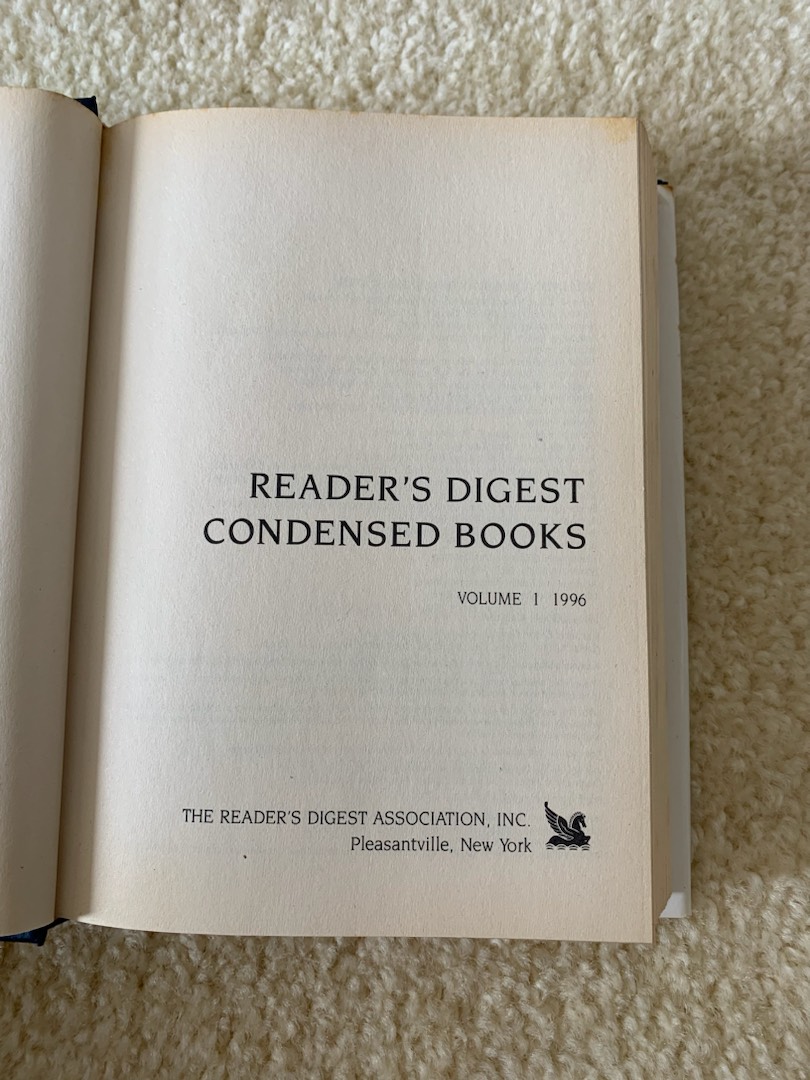 READER'S DIGEST
CONDENSED BOOKS
VOLUME 1 1996
THE READER'S DIGEST ASSOCIATION, INC.
Pleasantville, New York